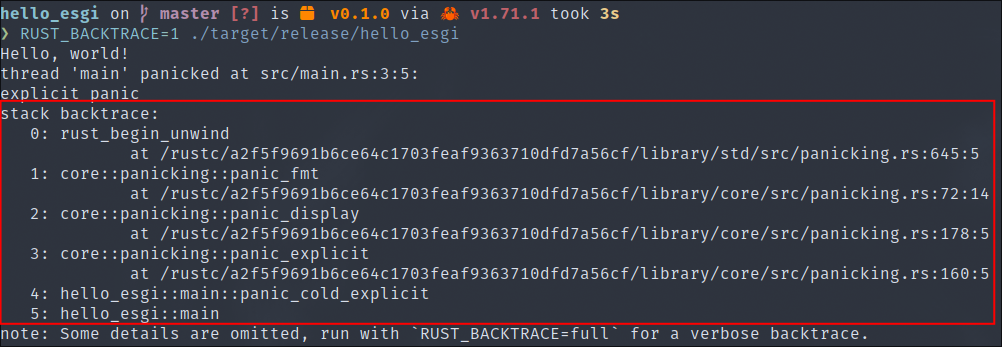 hello_esgi on master [?] is v0.1.0 via v1.71.1 took 3s
❯ RUST_BACKTRACE=1 ./target/release/hello_esgi
Hello, world!
thread 'main' panicked at src/main.rs:3:5:
explicit panic
stack backtrace:
0: rust_begin_unwind
at /rustc/a2f5f9691b6ce64c1703feaf9363710dfd7a56cf/library/std/src/panicking.rs:645:5
1: core::panicking::panic_fmt
at /rustc/a2f5f9691b6ce64c1703feaf9363710dfd7a56cf/library/core/src/panicking.rs:72:14
2: core::panicking::panic_display
at /rustc/a2f5f9691b6ce64c1703feaf9363710dfd7a56cf/library/core/src/panicking.rs:178:5
3: core::panicking::panic_explicit
at /rustc/a2f5f9691b6ce64c1703feaf9363710dfd7a56cf/library/core/src/panicking.rs:160:5
4: hello_esgi::main::panic_cold_explicit
5: hello_esgi::main
note: Some details are omitted, run with `RUST_BACKTRACE=full` for a verbose backtrace.